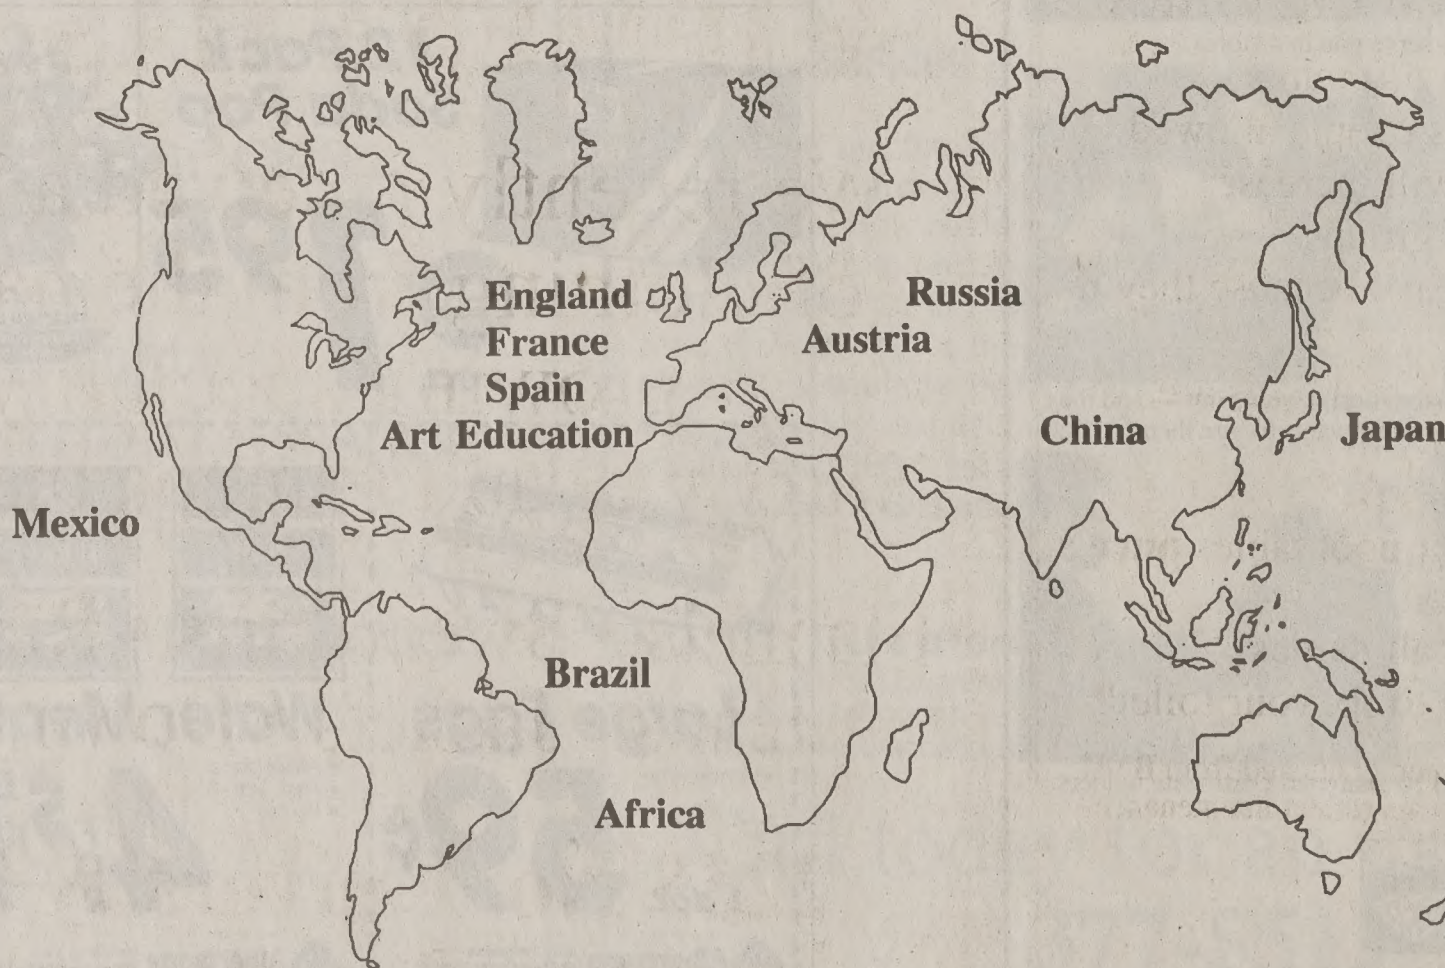 England
Russia
France
Austria
Spain
Art Education
China
Japan
Mexico
Brazil
Africa